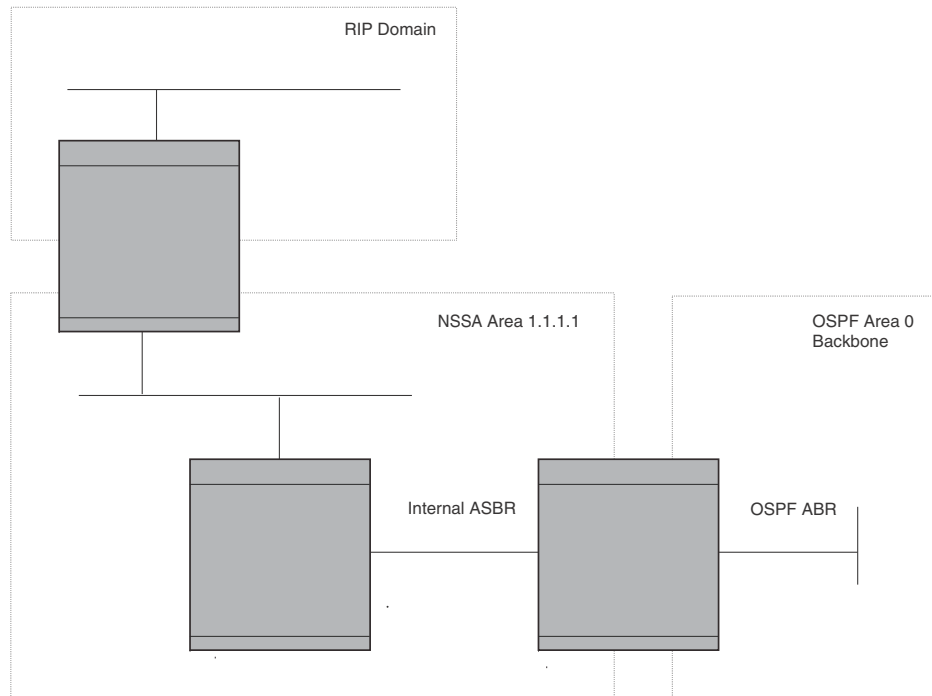 RIP Domain
NSSA Area 1.1.1.1
OSPF Area 0
Backbone
Internal ASBR
OSPF ABR